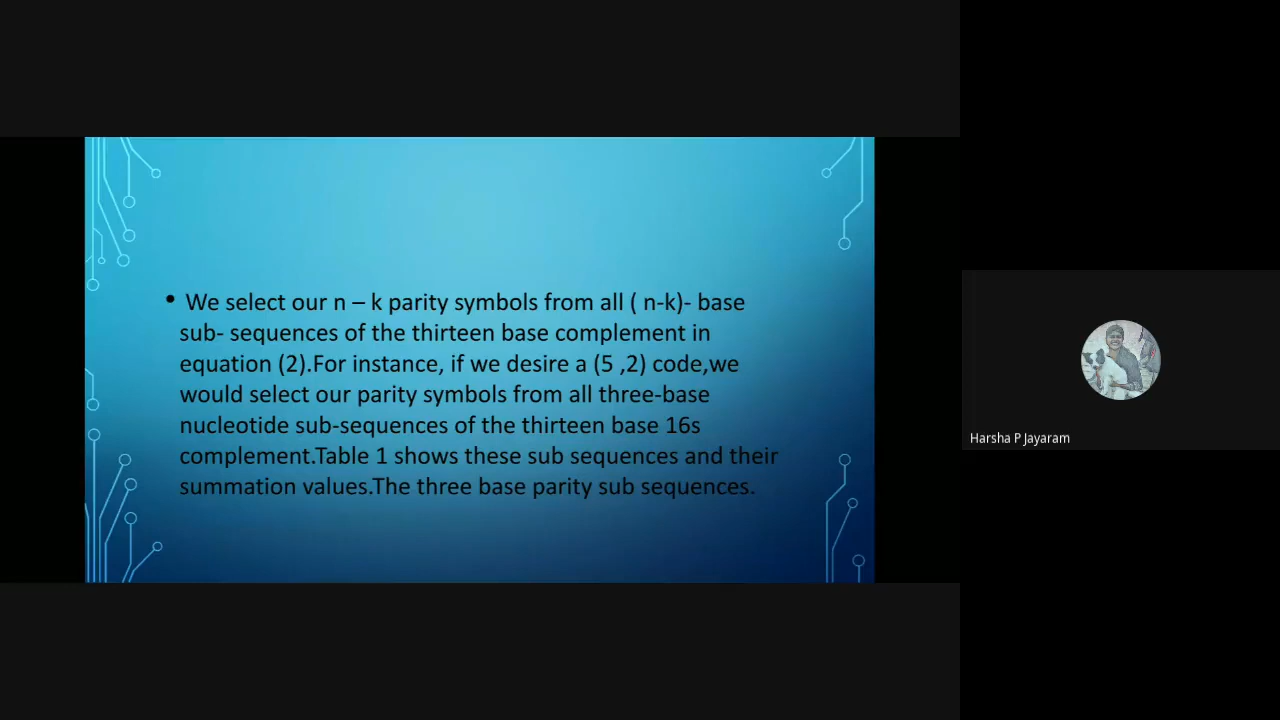 • We select our n – k parity symbols from all ( n-k)- base
sub- sequences of the thirteen base complement in
equation (2).For instance, if we desire a (5 ,2) code,we
would select our parity symbols from all three-base
nucleotide sub-sequences of the thirteen base 16s
complement.Table 1 shows these sub sequences and their
summation values.The three base parity sub sequences.
Harsha P Jayaram